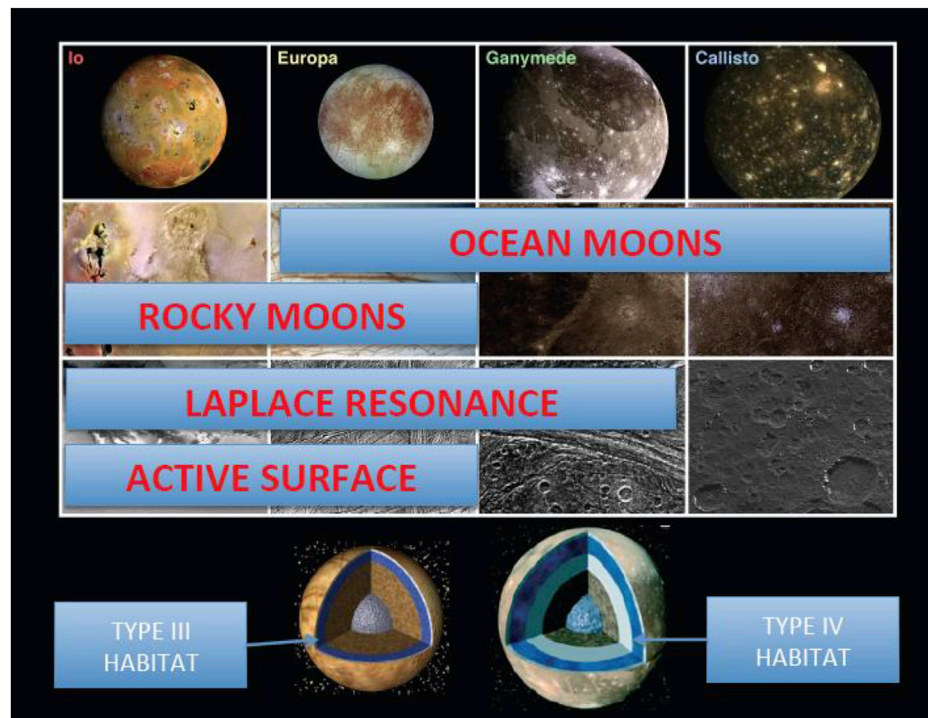 Io
Europa
Ganymede
Callisto
OCEAN MOONS
ROCKY MOONS
LAPLACE RESONANCE
ACTIVE SURFACE
TYPE III
HABITAT
TYPE IV
HABITAT